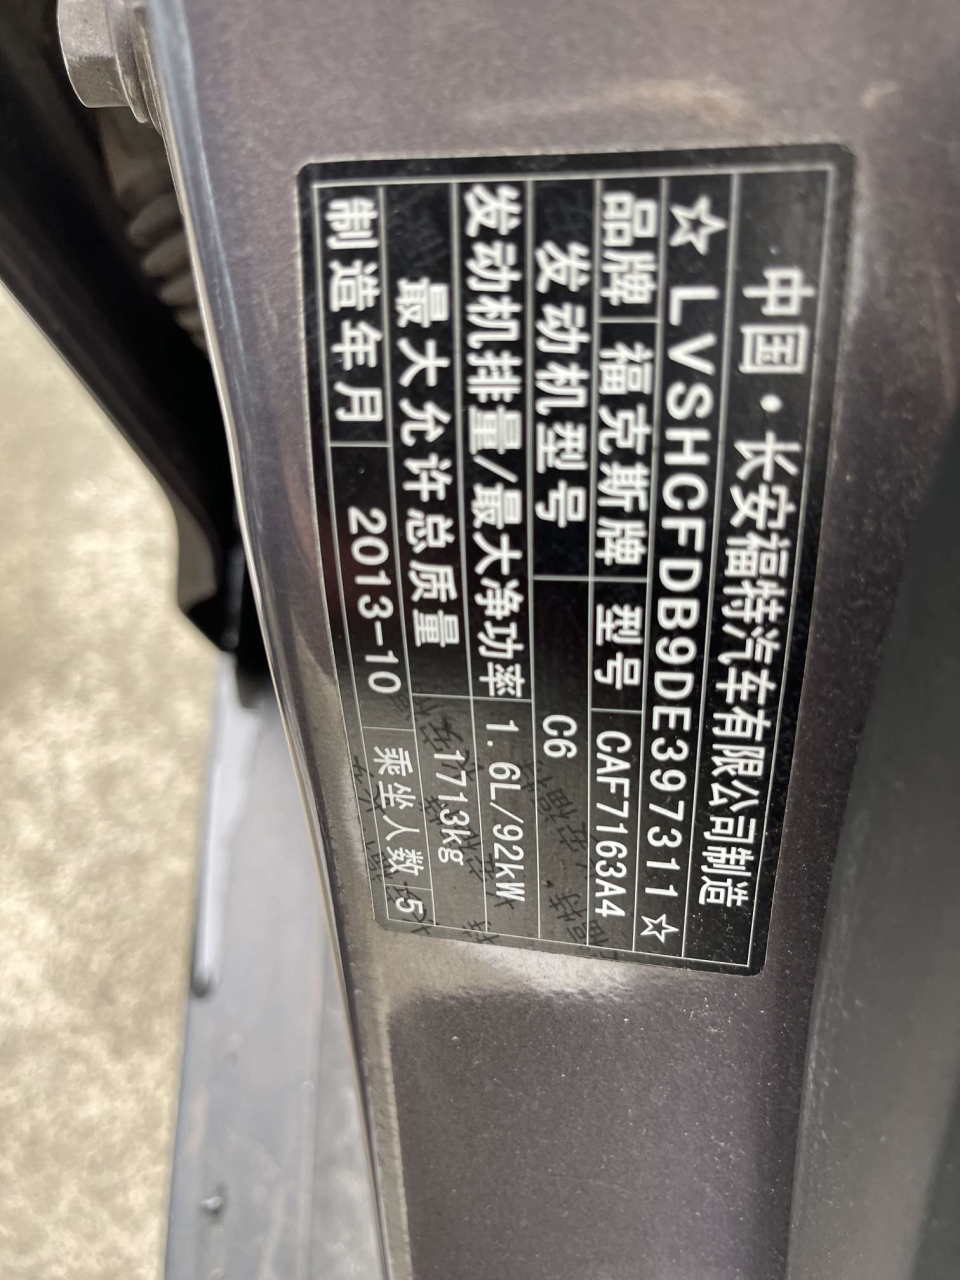 中国·长安福特汽车有限公司制造
☆LVSHCFDB9DE397311☆
品牌 福克斯牌 型号 CAF7163A4
发动机型号 C6
发动机排量/最大净功率 1.6L/92kW
最大允许总质量 1713kg
制造年月 2013-10 乘坐人数 5